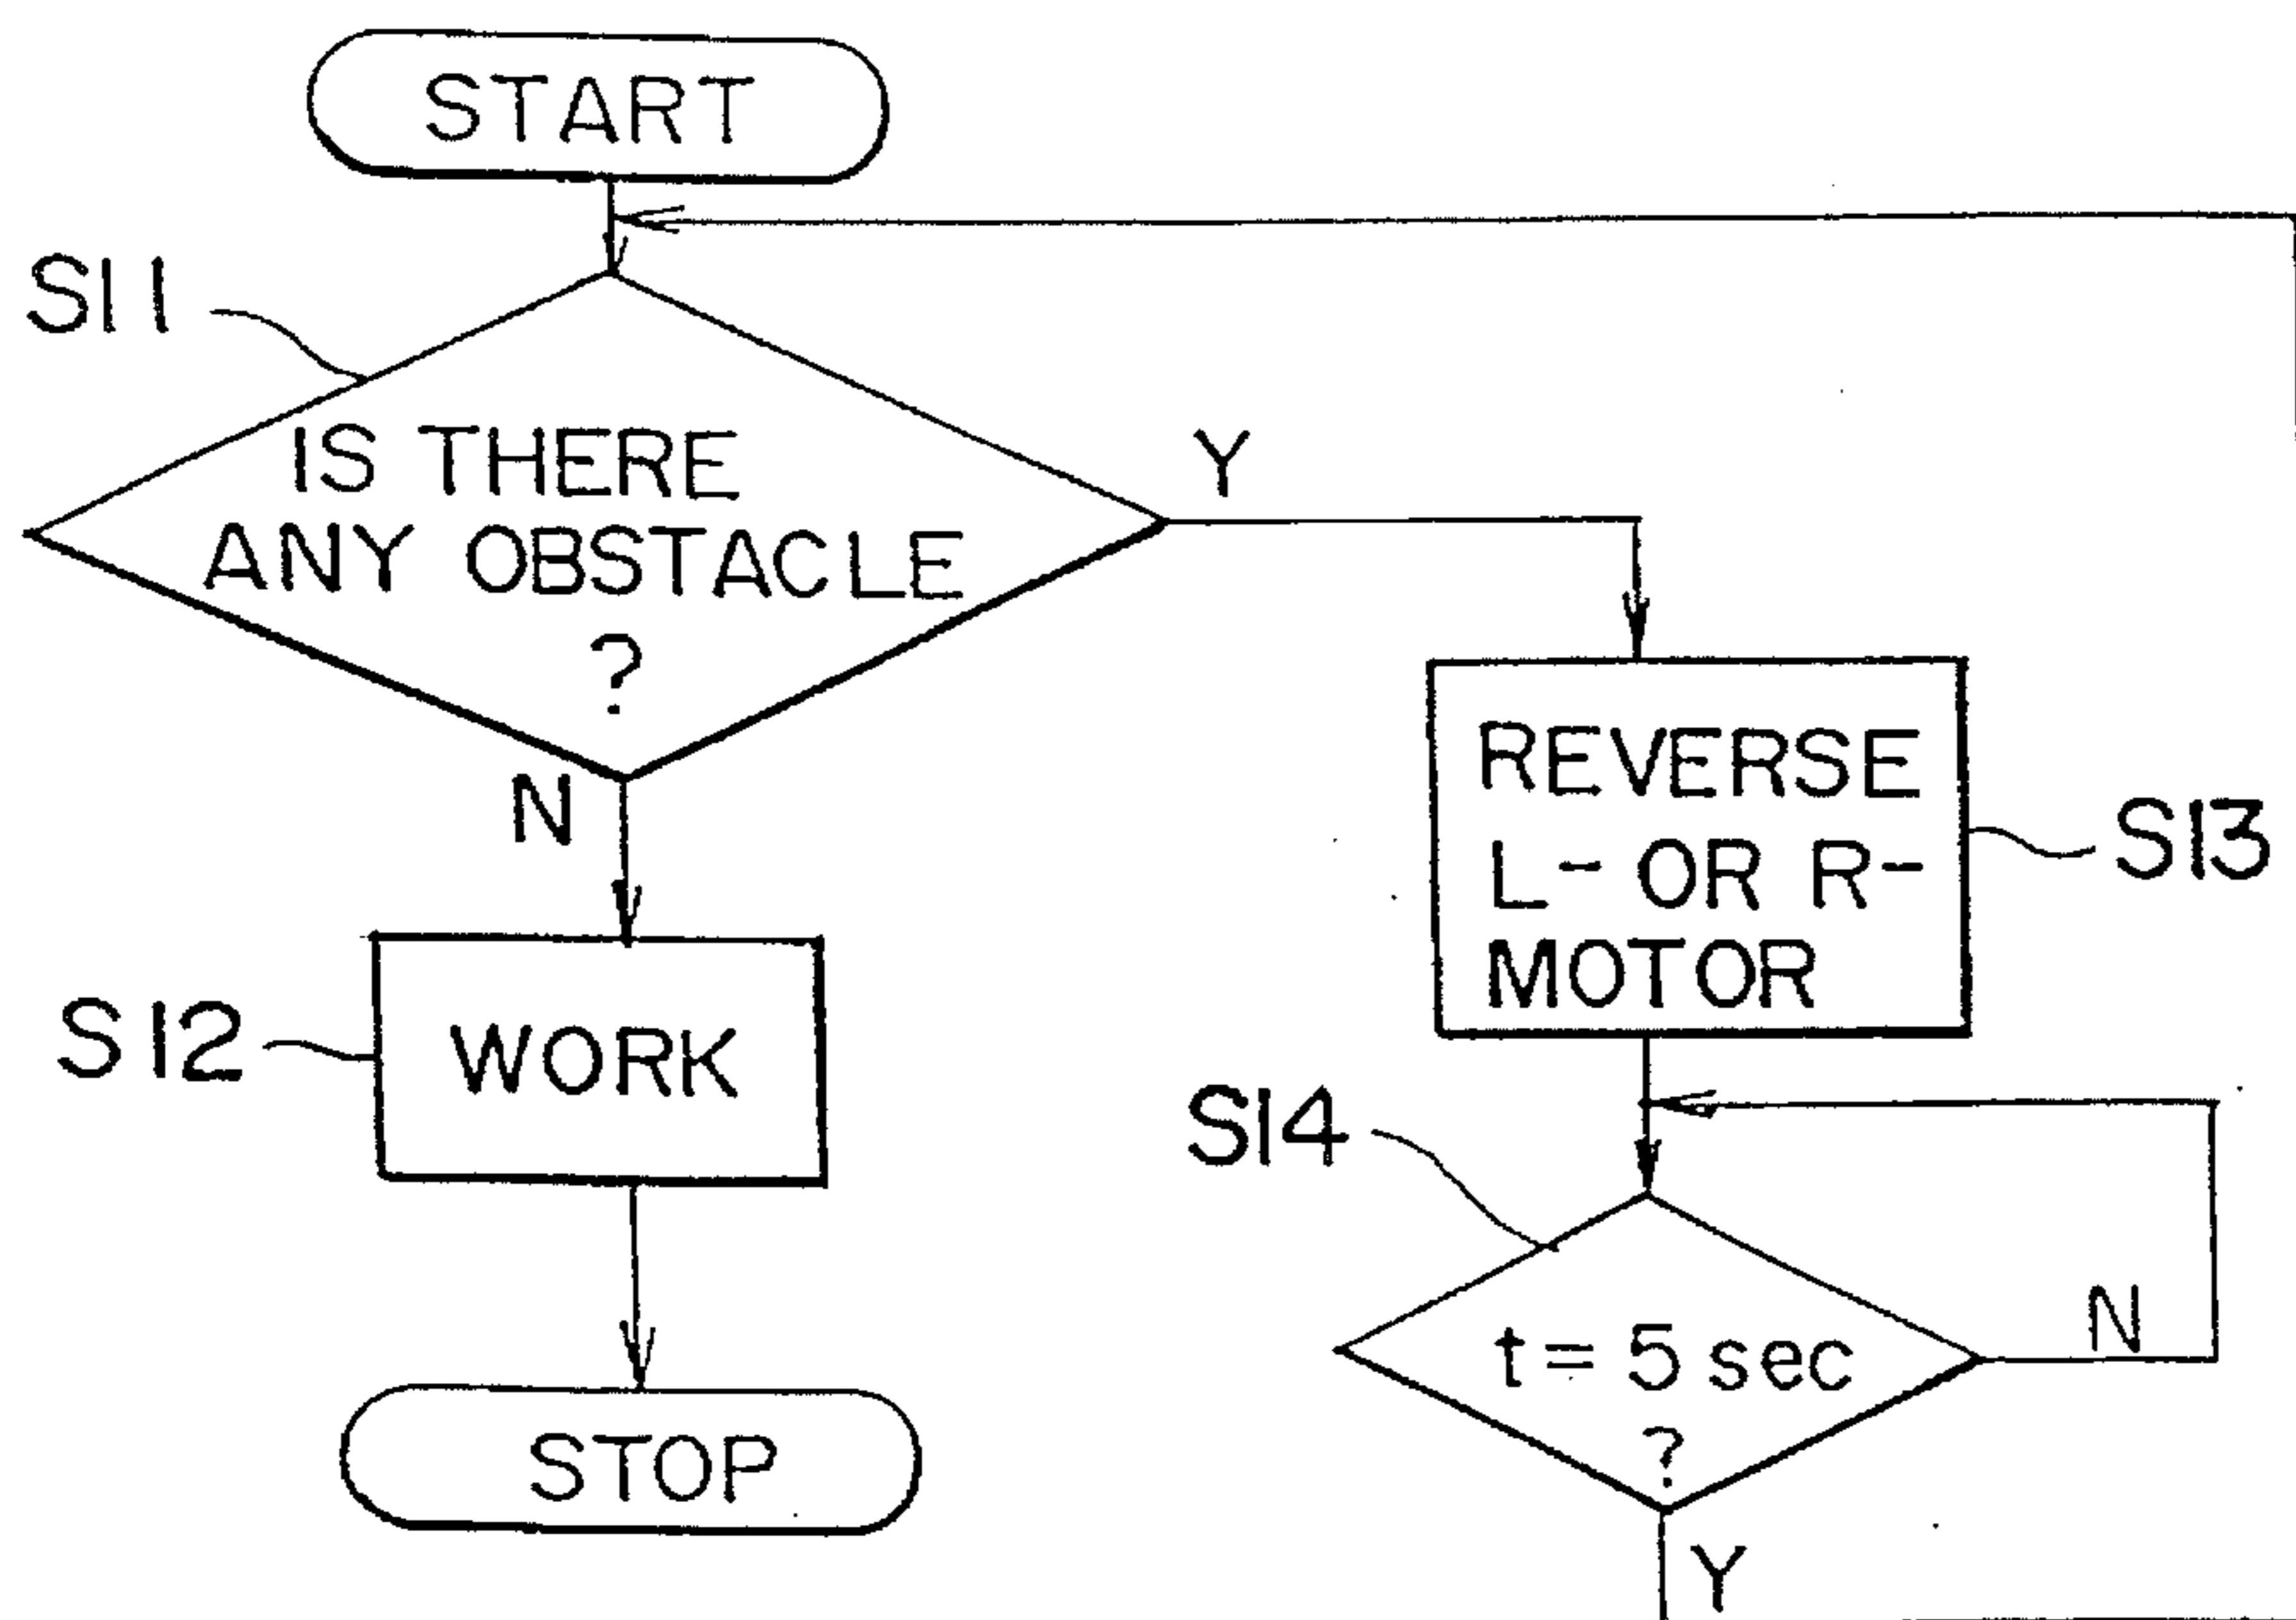 START
S11
IS THERE
ANY OBSTACLE
?
Y
N
REVERSE
L- OR R-
MOTOR
S13
S12
WORK
S14
t = 5 sec
?
N
Y
STOP